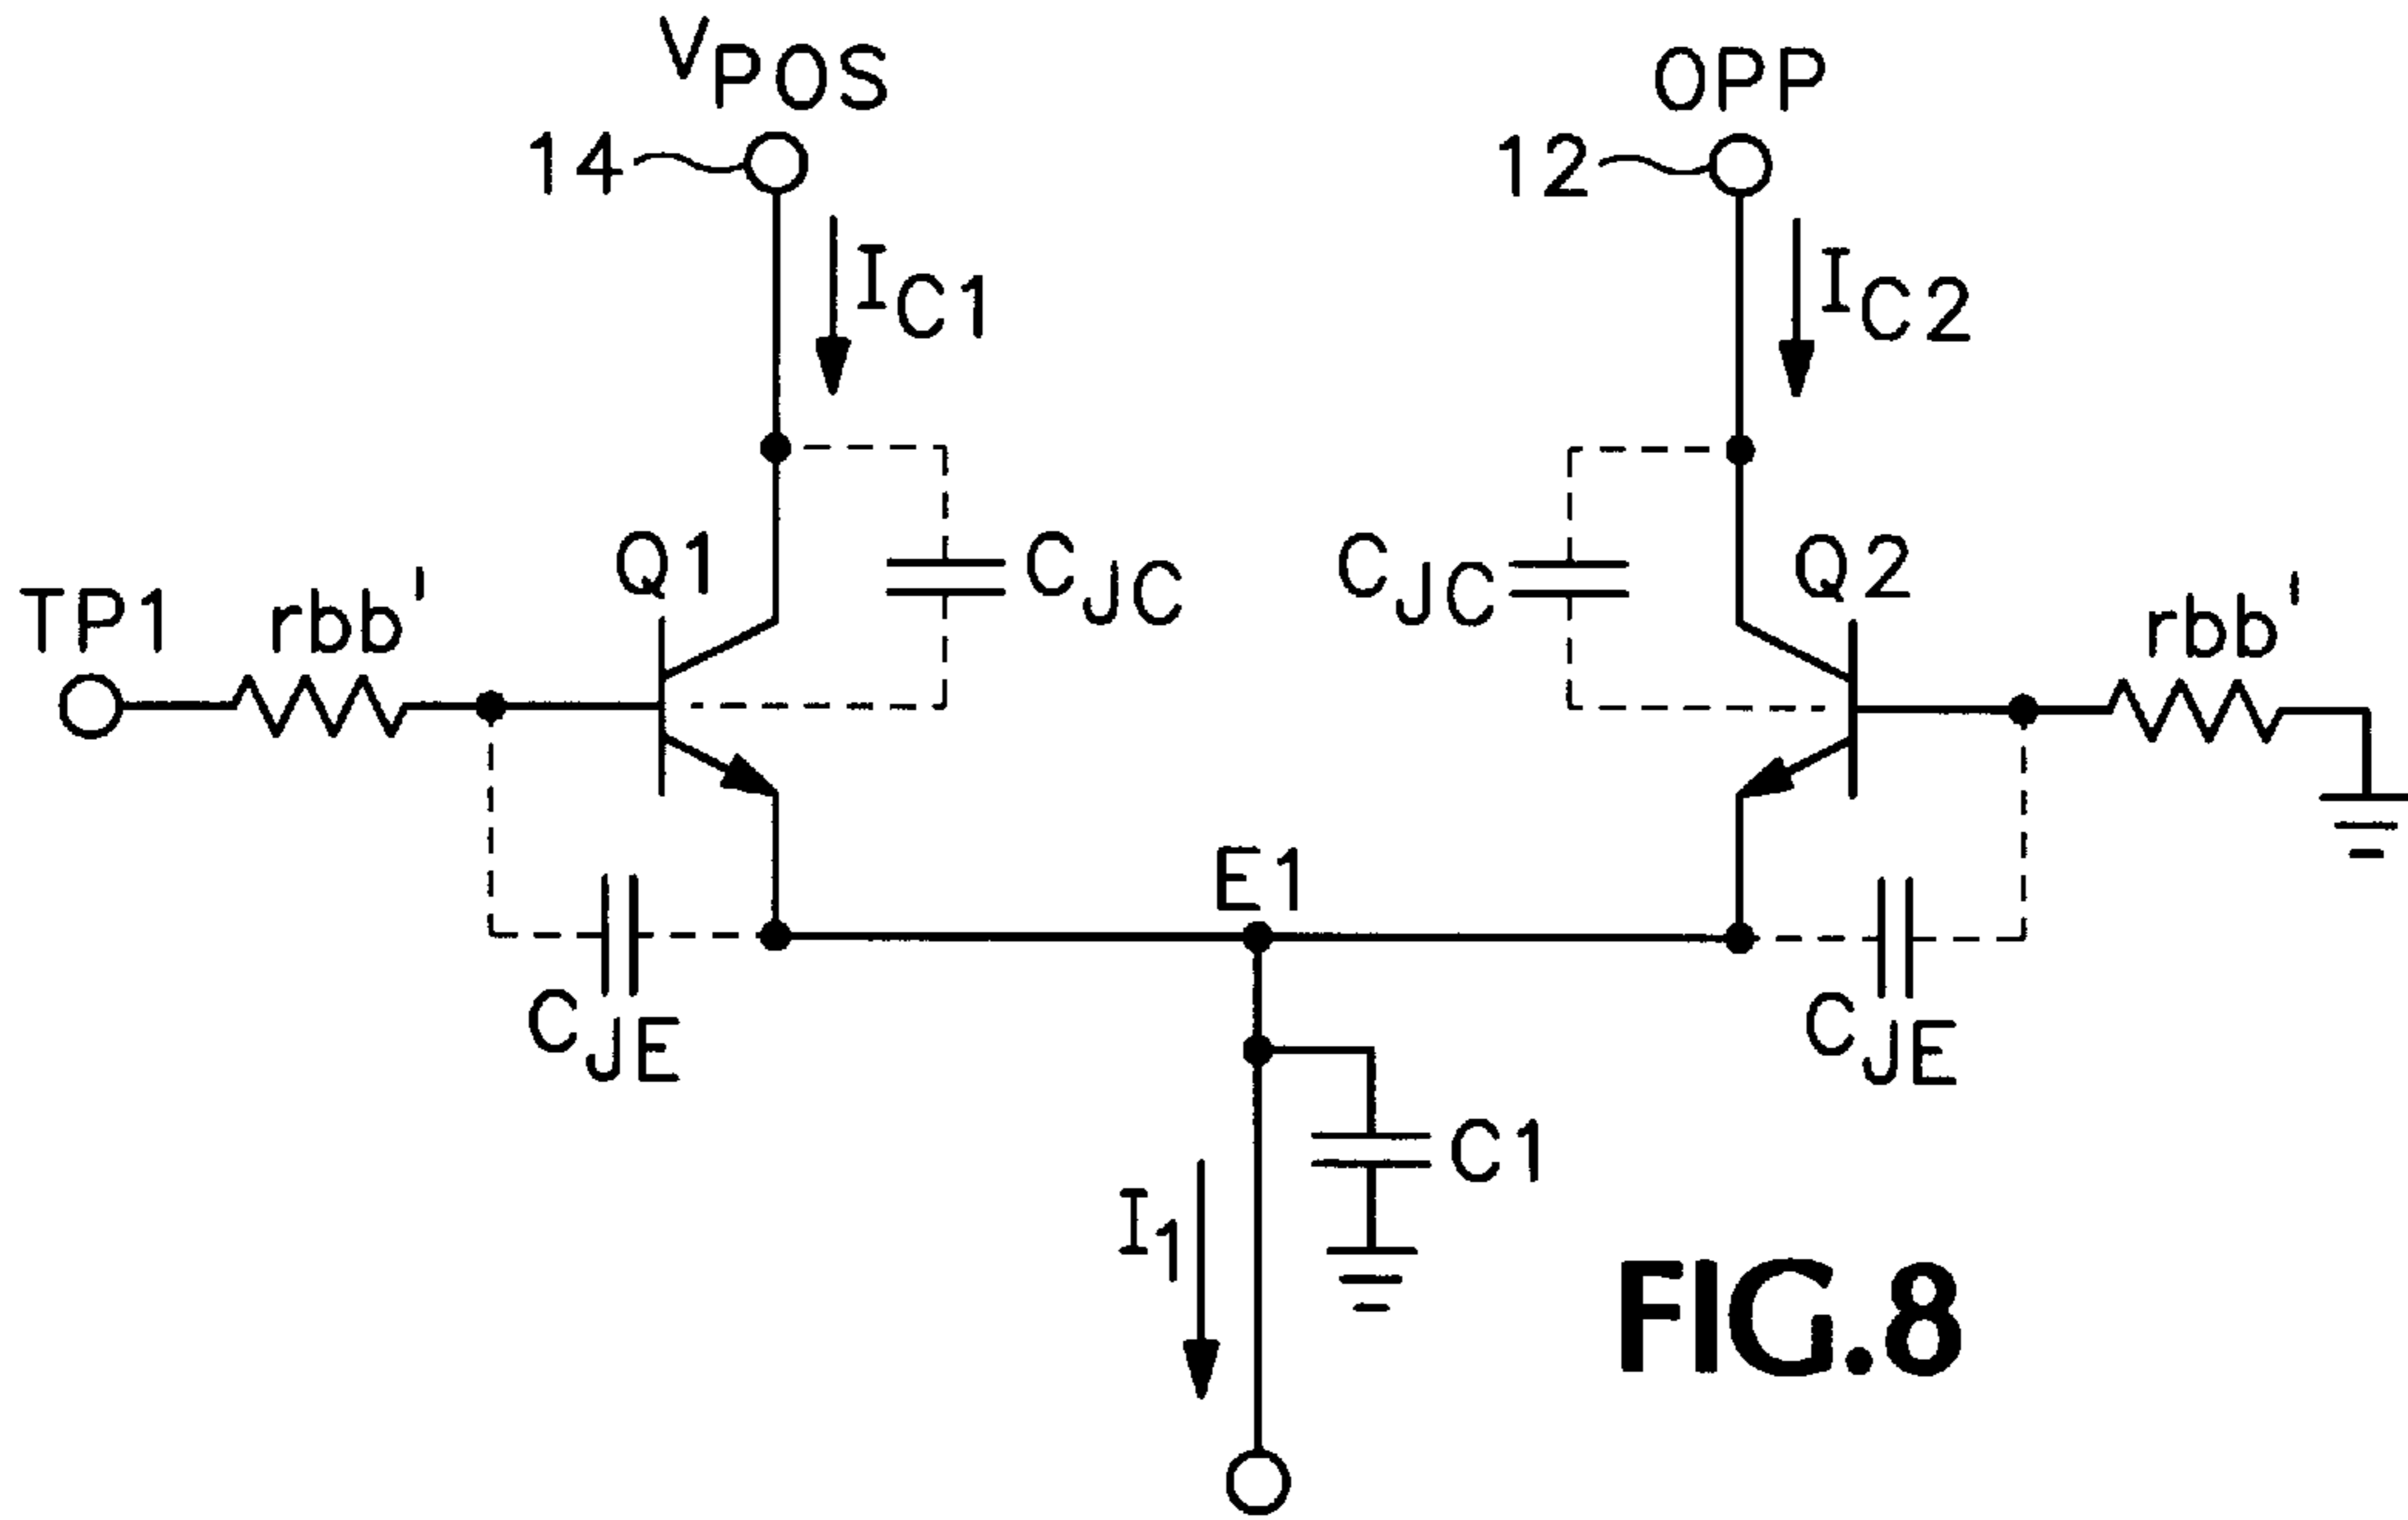 VPOS
OPP
14
12
IC1
IC2
Q1
CJC
CJC
Q2
TP1
rbb'
rbb'
E1
CJE
CJE
C1
I1
FIG.8